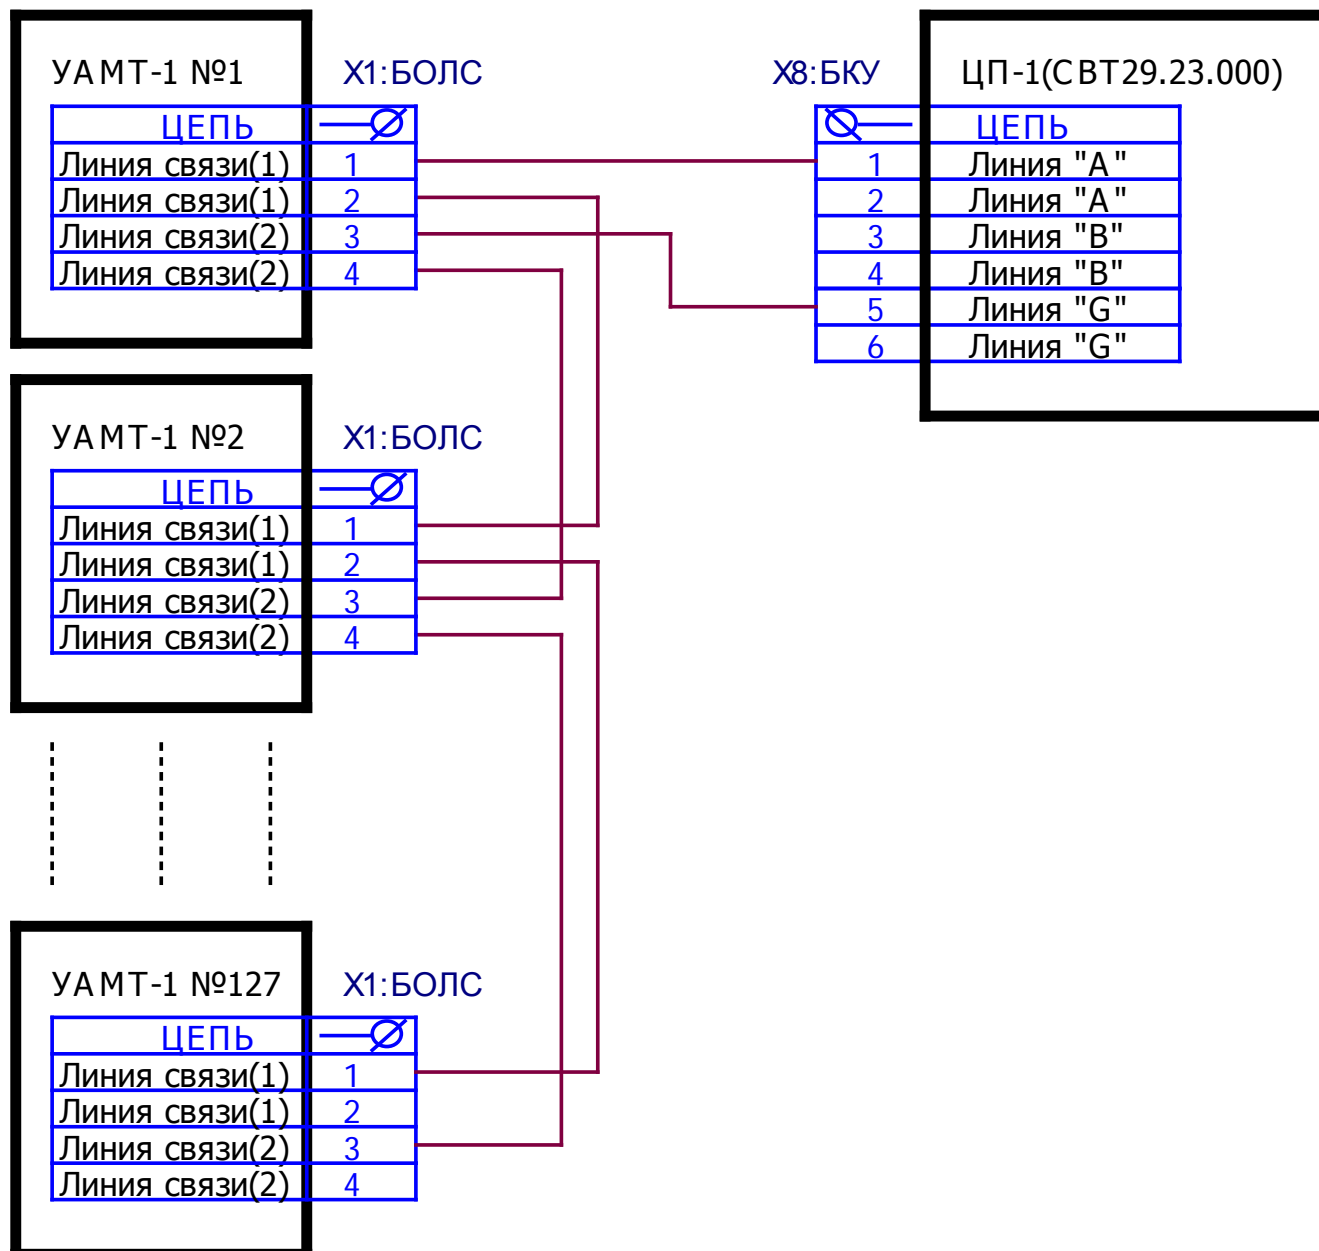 УАМТ-1 №1
Х1:БОЛС
ЦЕПЬ
Линия связи(1) 1
Линия связи(1) 2
Линия связи(2) 3
Линия связи(2) 4
Х8:БКУ
ЦП-1(СВТ29.23.000)
ЦЕПЬ
1 Линия "А"
2 Линия "А"
3 Линия "В"
4 Линия "В"
5 Линия "G"
6 Линия "G"
УАМТ-1 №2
Х1:БОЛС
ЦЕПЬ
Линия связи(1) 1
Линия связи(1) 2
Линия связи(2) 3
Линия связи(2) 4
УАМТ-1 №127
Х1:БОЛС
ЦЕПЬ
Линия связи(1) 1
Линия связи(1) 2
Линия связи(2) 3
Линия связи(2) 4